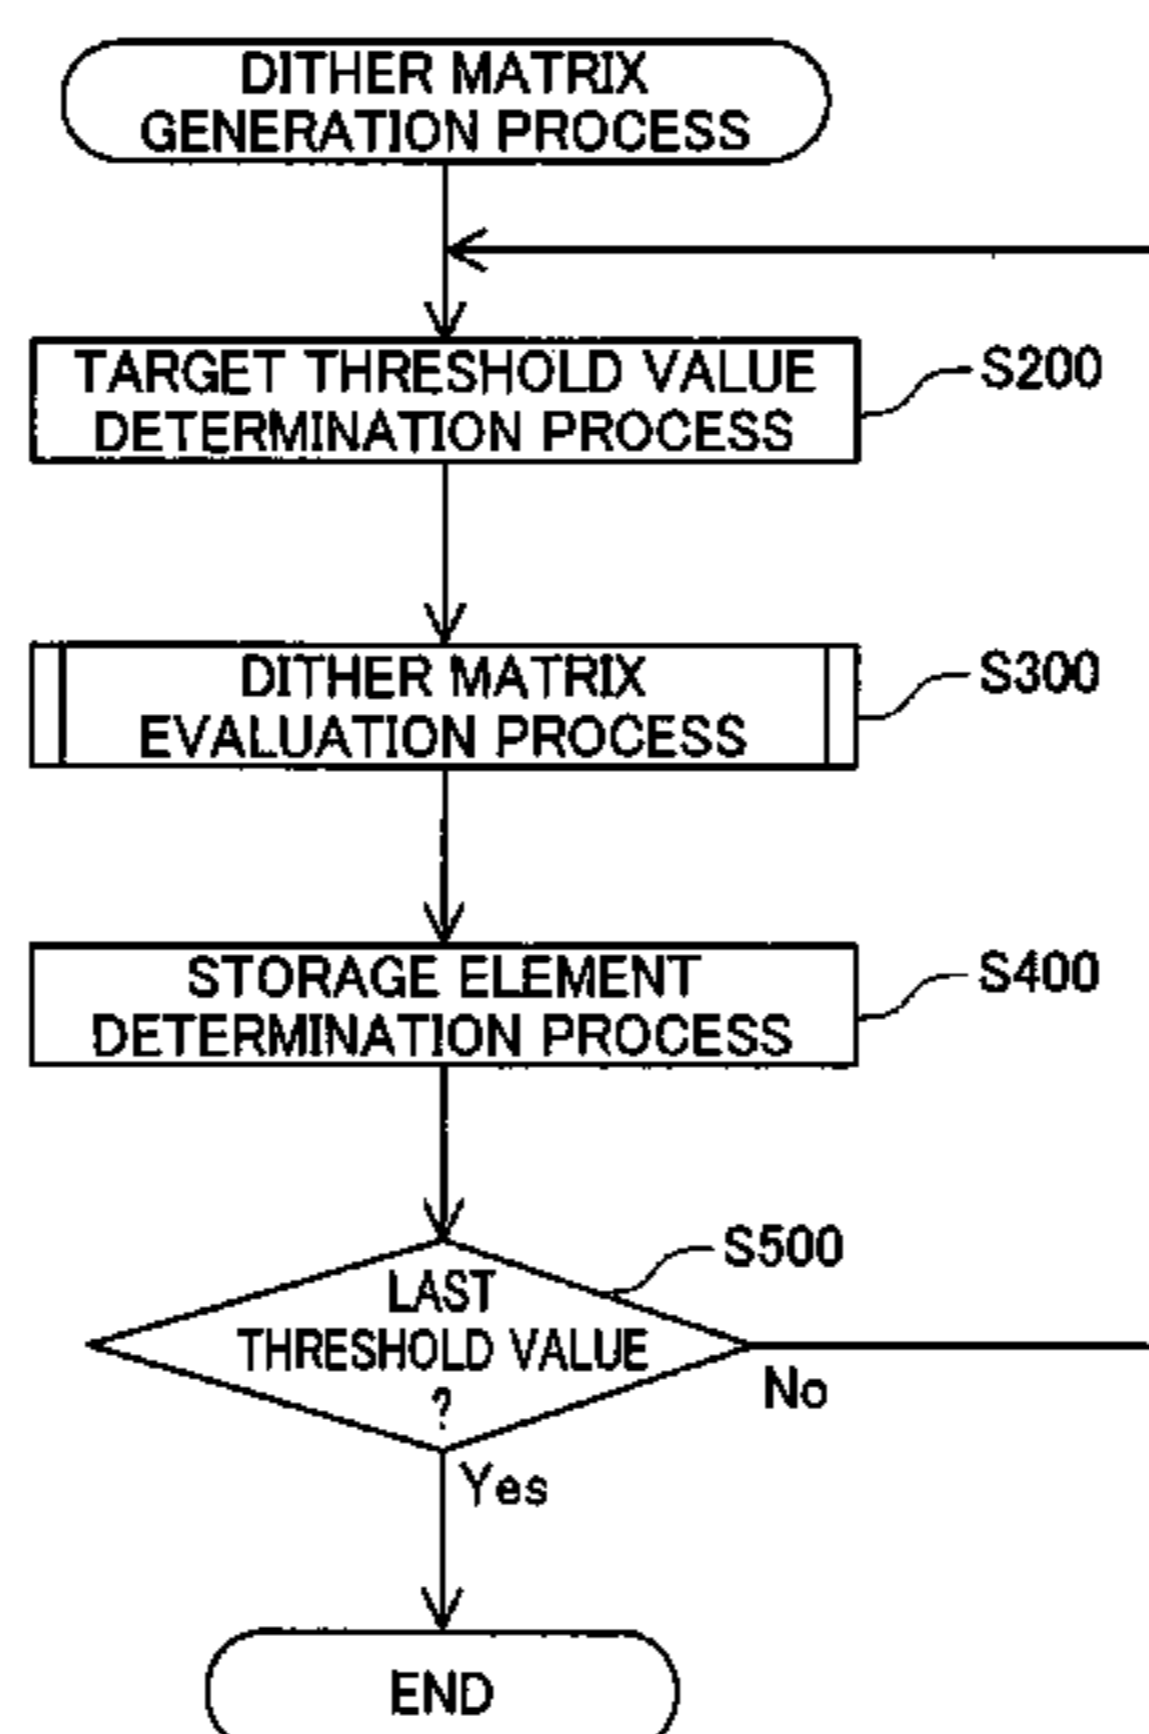 DITHER MATRIX
GENERATION PROCESS
TARGET THRESHOLD VALUE
DETERMINATION PROCESS
S200
DITHER MATRIX
EVALUATION PROCESS
S300
STORAGE ELEMENT
DETERMINATION PROCESS
S400
S500
LAST
THRESHOLD VALUE
?
No
Yes
END